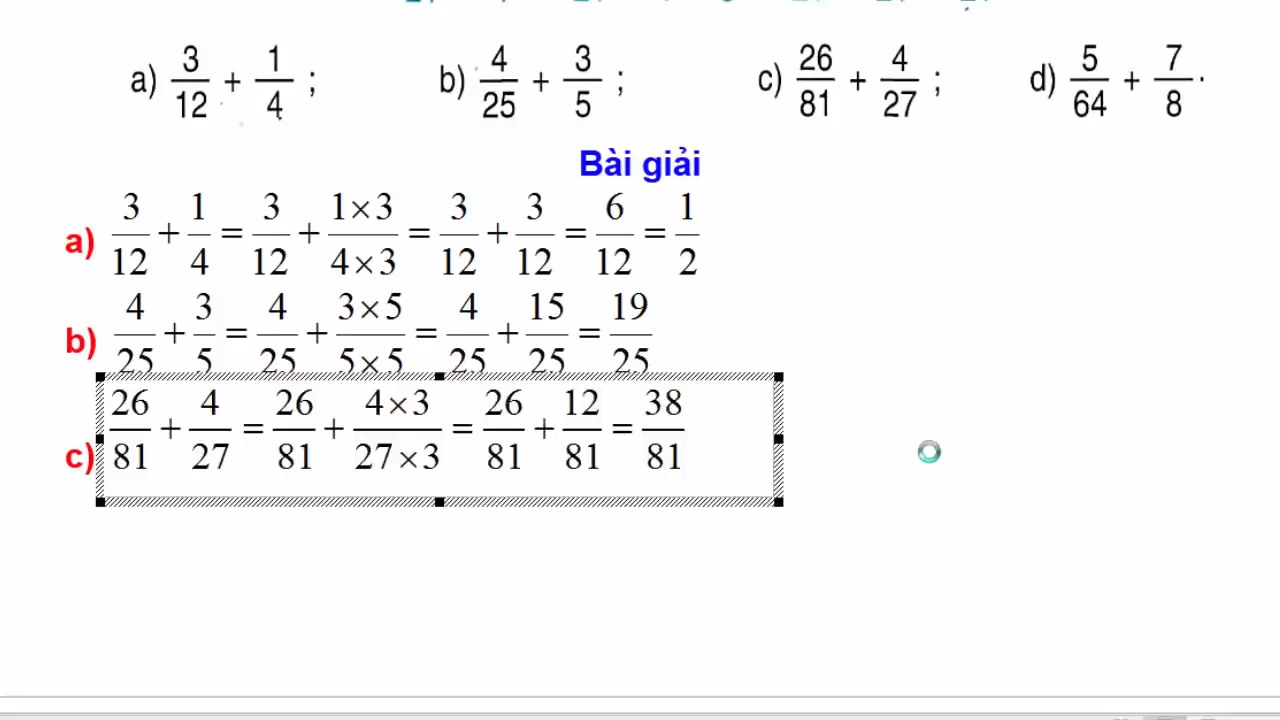 a) 3/12 + 1/4 ; b) 4/25 + 3/5 ; c) 26/81 + 4/27 ; d) 5/64 + 7/8 .
Bài giải
a) 3/12 + 1/4 = 3/12 + 1×3/4×3 = 3/12 + 3/12 = 6/12 = 1/2
b) 4/25 + 3/5 = 4/25 + 3×5/5×5 = 4/25 + 15/25 = 19/25
c) 26/81 + 4/27 = 26/81 + 4×3/27×3 = 26/81 + 12/81 = 38/81